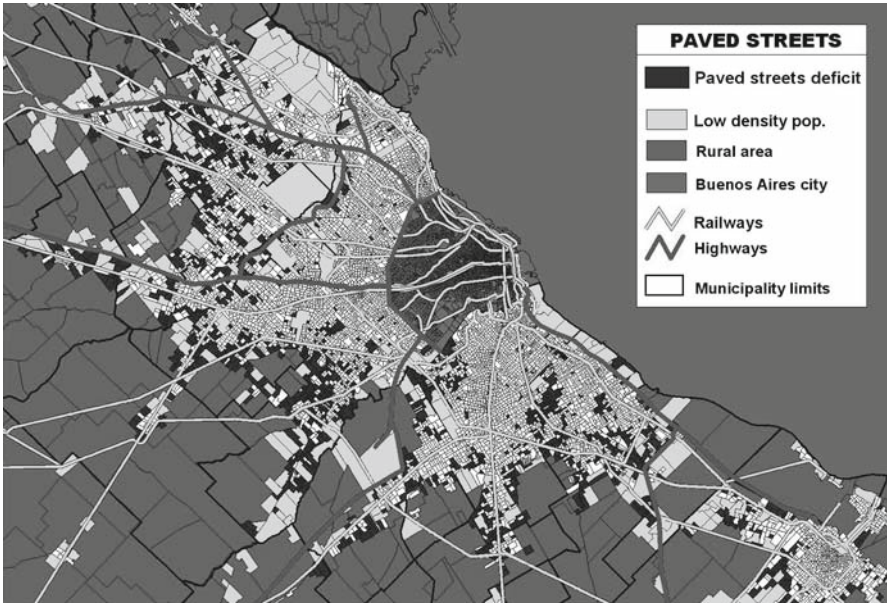 PAVED STREETS
Paved streets deficit
Low density pop.
Rural area
Buenos Aires city
Railways
Highways
Municipality limits